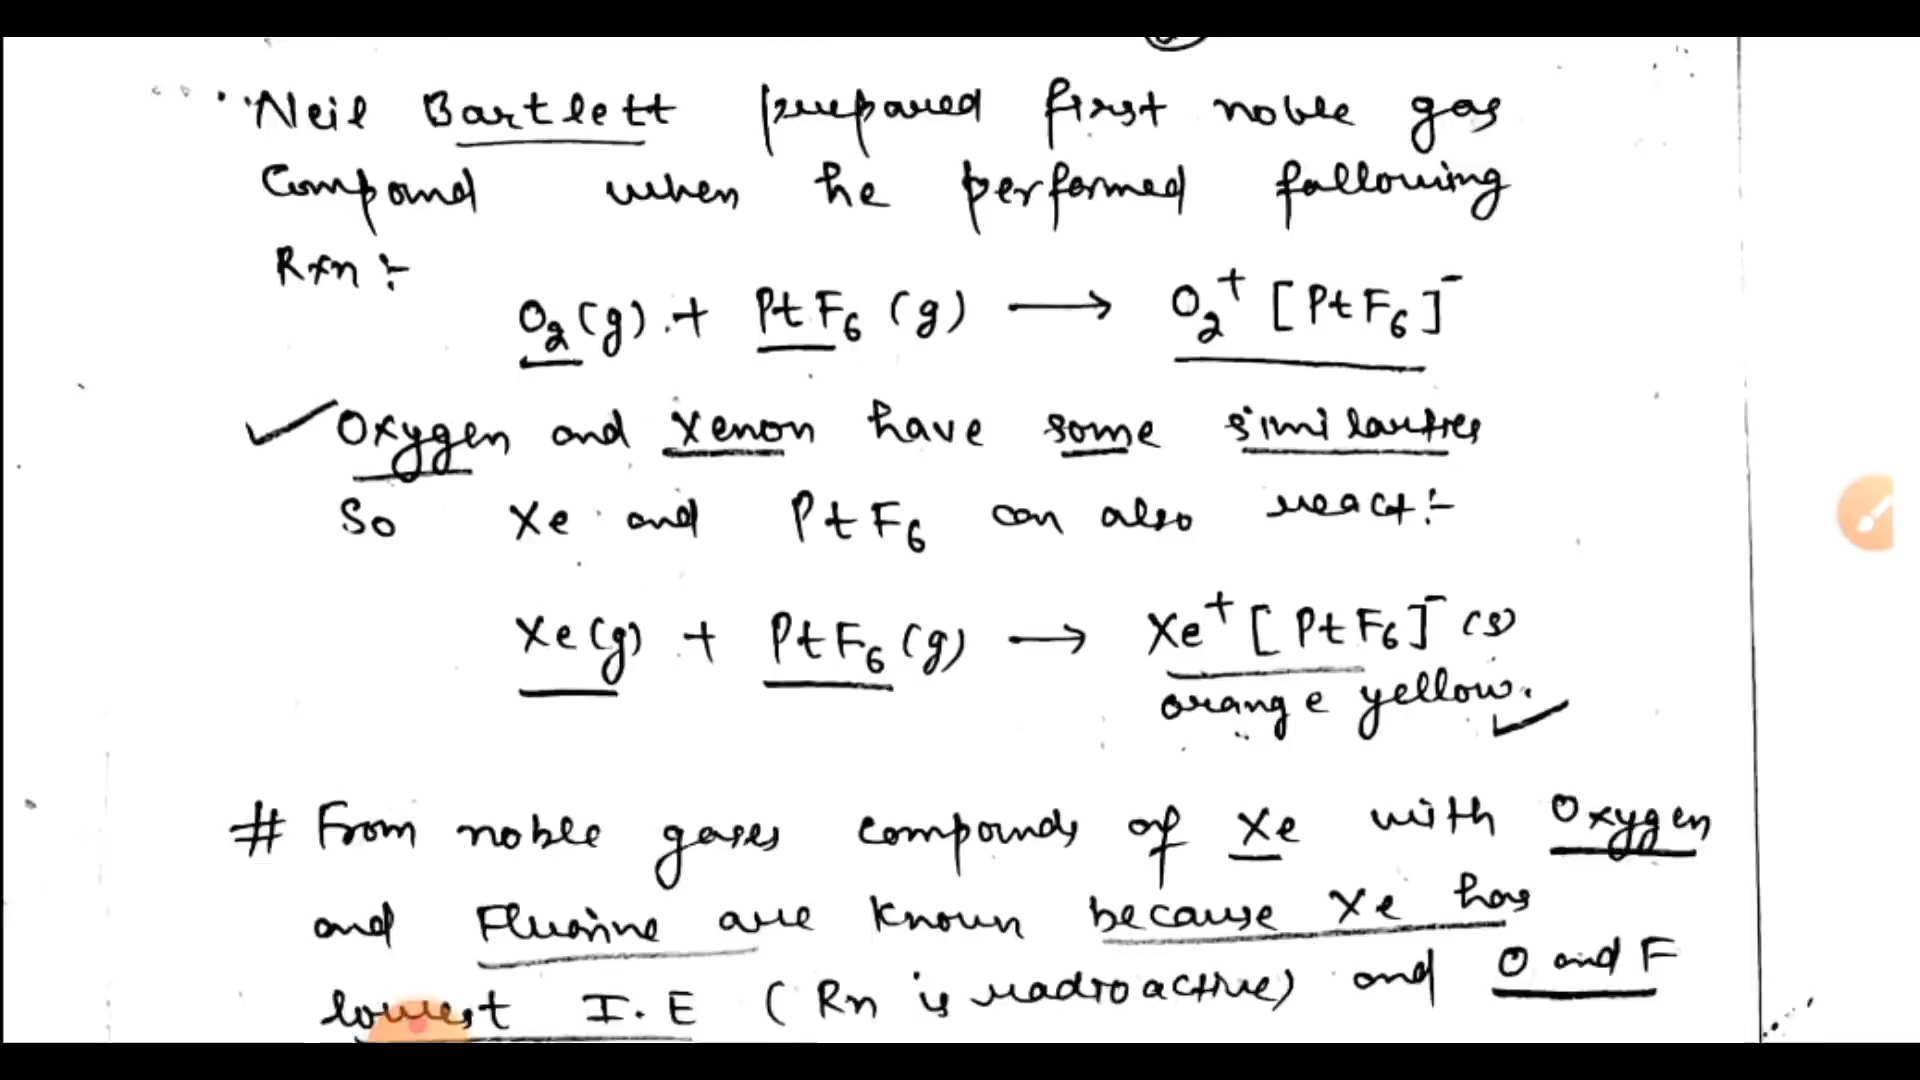 Neil Bartlett prepared first noble gas
Compond when he performed following
Rxn :-
O₂(g) + PtF₆(g) ⟶ O₂⁺[PtF₆]⁻
Oxygen and Xenon have some similarities
So Xe and PtF₆ can also react :-
Xe(g) + PtF₆(g) ⟶ Xe⁺[PtF₆]⁻(s)
orange yellow.
# From noble gases compounds of Xe with Oxygen
and Fluorine are known because Xe has
lowest I.E (Rn is radioactive) and O and F